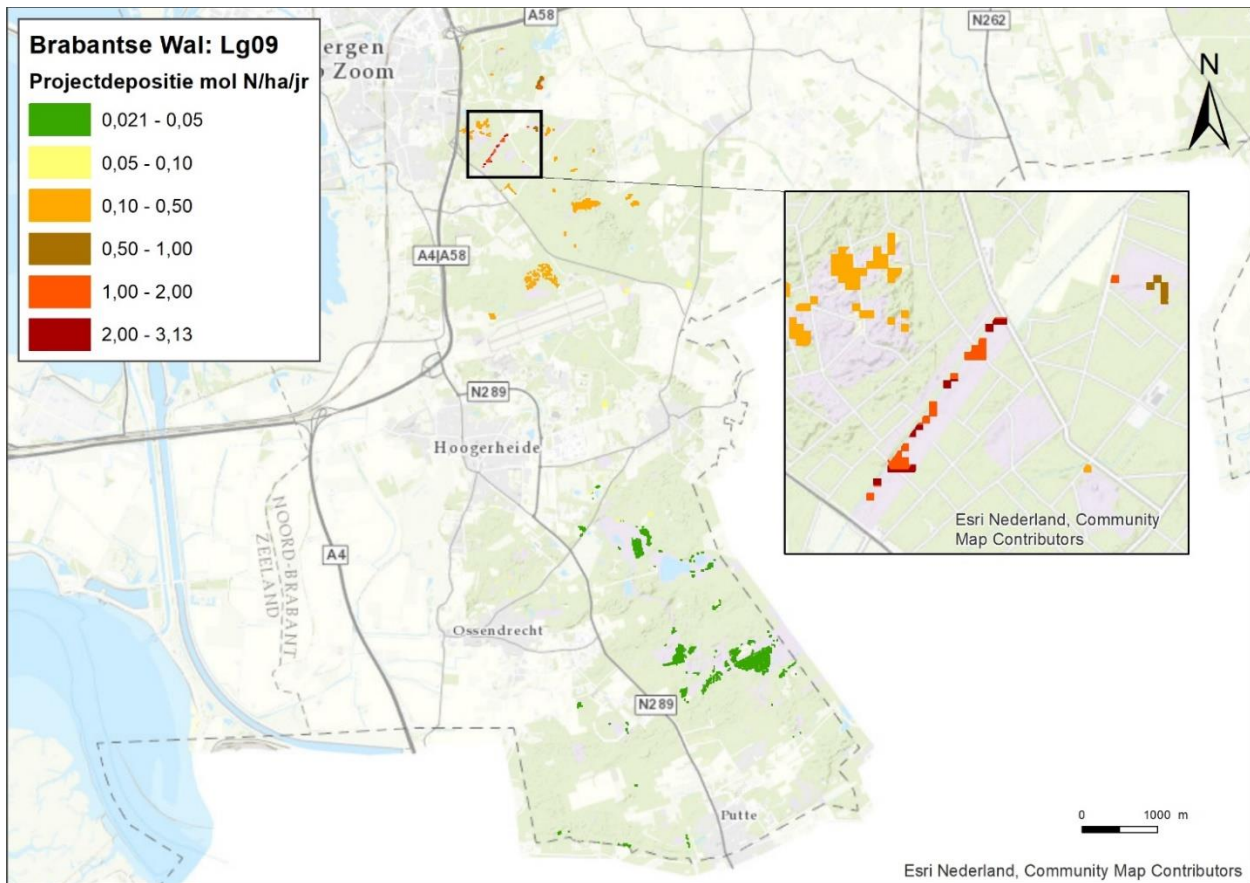 Brabantse Wal: Lg09
Projectdepositie mol N/ha/jr
0,021 - 0,05
0,05 - 0,10
0,10 - 0,50
0,50 - 1,00
1,00 - 2,00
2,00 - 3,13
ergen
Zoom
A58
N262
N
A4|A58
N289
Hoogerheide
Esri Nederland, Community
Map Contributors
NOORD-BRABANT
ZEELAND
A4
Ossendrecht
N289
Putte
0 1000 m
Esri Nederland, Community Map Contributors